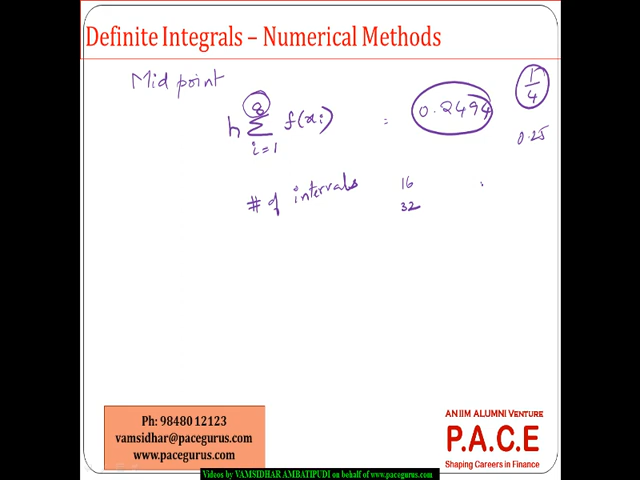 Definite Integrals – Numerical Methods
Mid point
h 8 Σ i=1 f(xi) = 0.2494
1/4
0.25
# of intervals 16 :
32
Ph: 98480 12123
vamsidhar@pacegurus.com
www.pacegurus.com
AN IIM ALUMNI VENTURE
P.A.C.E
Shaping Careers in Finance
Videos by VAMSIDHAR AMBATIPUDI on behalf of www.pacegurus.com